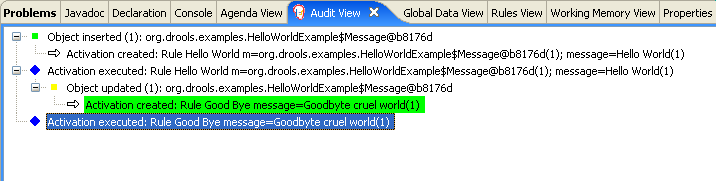 Problems Javadoc Declaration Console Agenda View Audit View Global Data View Rules View Working Memory View Properties
Object inserted (1): org.drools.examples.HelloWorldExample$Message@b8176d
Activation created: Rule Hello World m=org.drools.examples.HelloWorldExample$Message@b8176d(1); message=Hello World(1)
Activation executed: Rule Hello World m=org.drools.examples.HelloWorldExample$Message@b8176d(1); message=Hello World(1)
Object updated (1): org.drools.examples.HelloWorldExample$Message@b8176d
Activation created: Rule Good Bye message=Goodbyte cruel world(1)
Activation executed: Rule Good Bye message=Goodbyte cruel world(1)